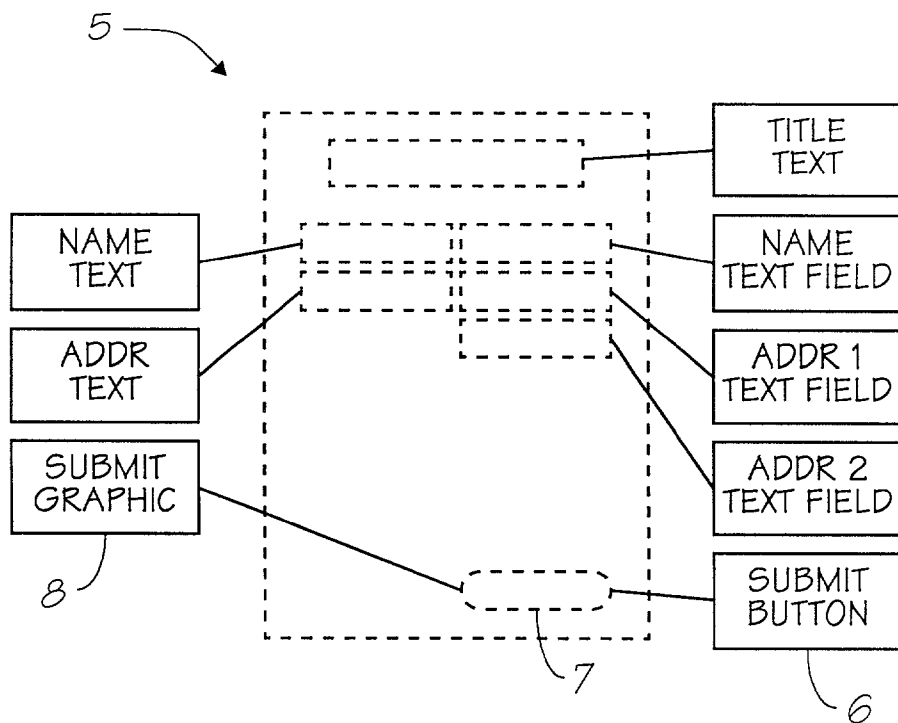 5
TITLE
TEXT
NAME
TEXT
NAME
TEXT FIELD
ADDR
TEXT
ADDR 1
TEXT FIELD
SUBMIT
GRAPHIC
ADDR 2
TEXT FIELD
8
7
SUBMIT
BUTTON
6